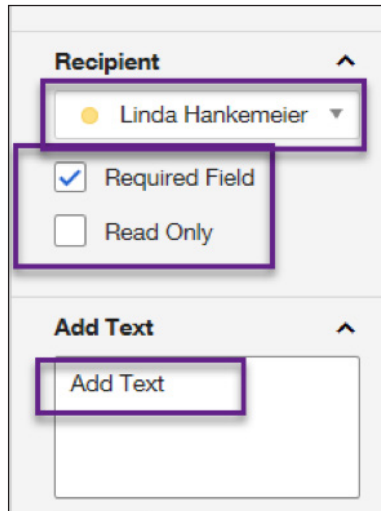 Recipient
Linda Hankemeier
Required Field
Read Only
Add Text
Add Text